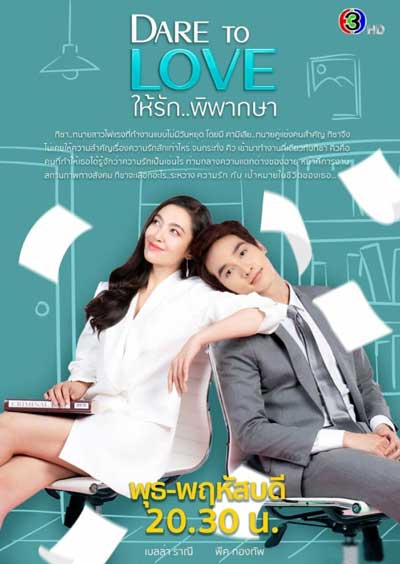 3 HD
DARE TO
LOVE
ให้รัก..พิพากษา
ทิชา..ทนายสาวไฟแรงที่ทำงานแบบไม่มีวันหยุด โดยมี คามิเลีย..ทนายคู่แข่งคนสำคัญ ทิชาจึง
ไม่เคยให้ความสำคัญเรื่องความรักสักเท่าไหร่ จนกระทั่ง คิว เข้ามาทำงานที่เดียวกับทิชา คิวคือ
คนที่ทำให้เธอได้รู้จักว่าความรักเป็นเช่นไร ท่ามกลางความแตกต่างของอายุ หน้าที่การงาน
สถานภาพทางสังคม ทิชาจะเลือกอะไร..ระหว่าง ความรัก กับ เป้าหมายในชีวิตของเธอ...
CRIMINAL
พุธ-พฤหัสบดี
20.30 น.
เบลลา ราณี พีค กองทัพ